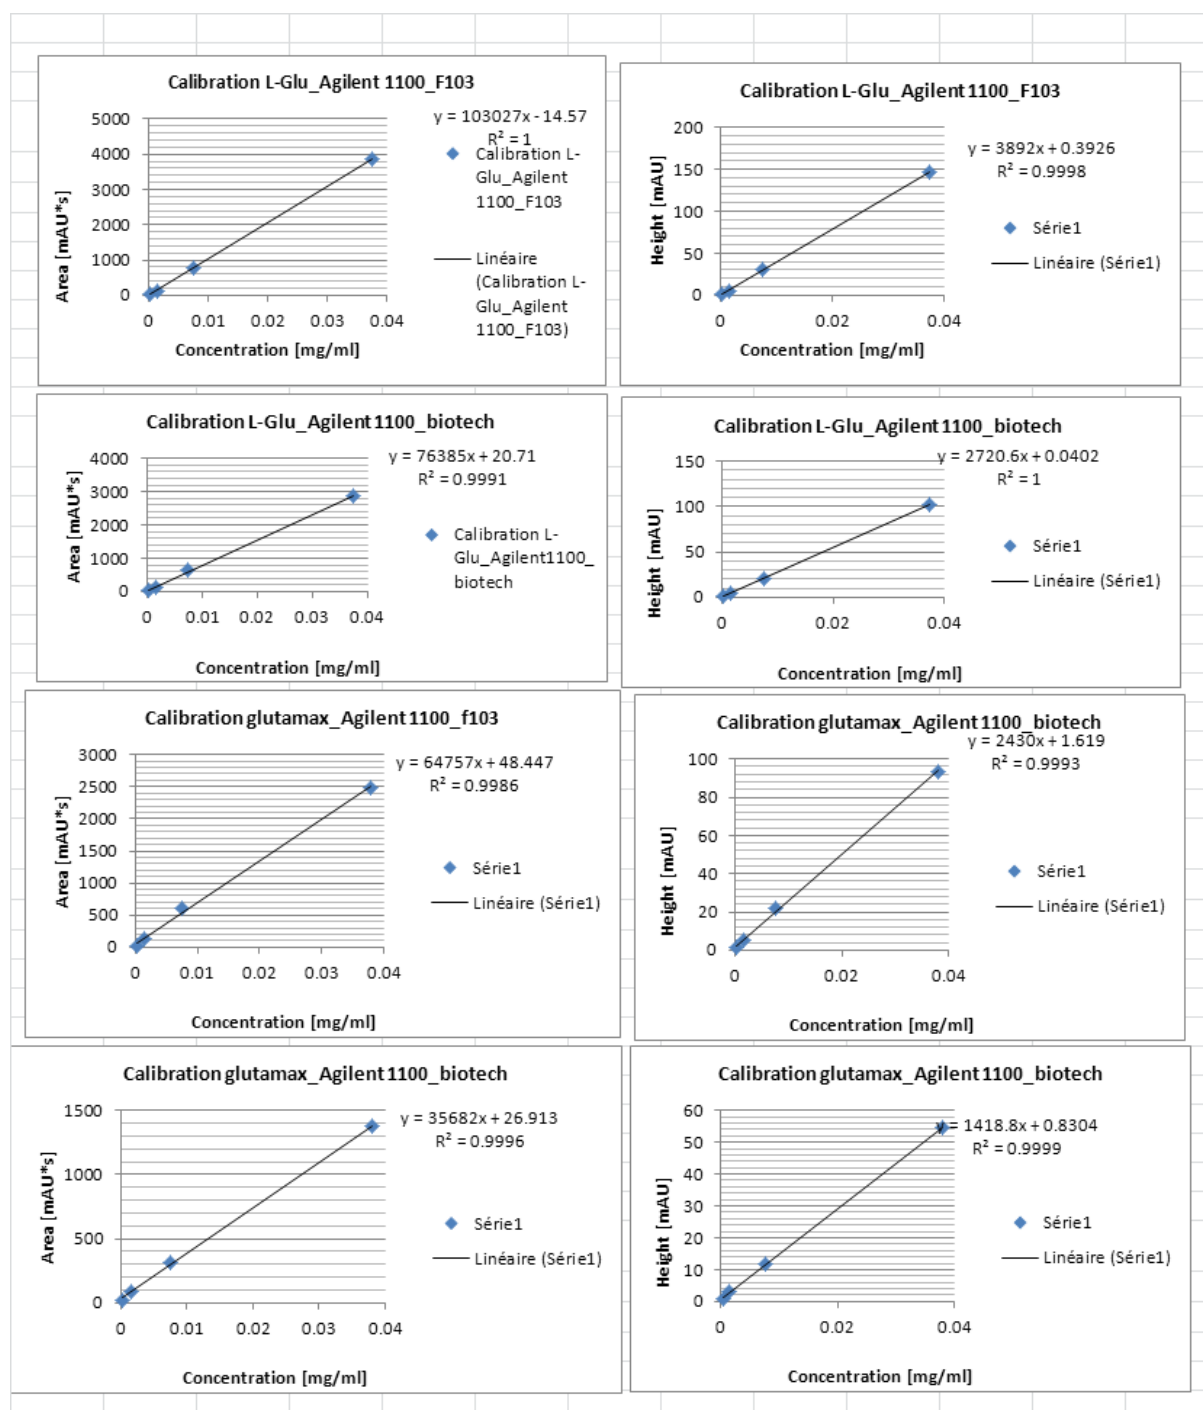 Calibration L-Glu_Agilent 1100_F103
y = 103027x - 14.57
R² = 1
5000
4000
3000
2000
1000
0
Area [mAU*s]
0 0.01 0.02 0.03 0.04
Concentration [mg/ml]
Calibration L-
Glu_Agilent
1100_F103
Linéaire
(Calibration L-
Glu_Agilent
1100_F103)
Calibration L-Glu_Agilent 1100_F103
y = 3892x + 0.3926
R² = 0.9998
200
150
100
50
0
Height [mAU]
0 0.02 0.04
Concentration [mg/ml]
Série1
Linéaire (Série1)
Calibration L-Glu_Agilent1100_biotech
y = 76385x + 20.71
R² = 0.9991
4000
3000
2000
1000
0
Area [mAU*s]
0 0.01 0.02 0.03 0.04
Concentration [mg/ml]
Calibration L-
Glu_Agilent1100_
biotech
Calibration L-Glu_Agilent1100_biotech
y = 2720.6x + 0.0402
R² = 1
150
100
50
0
Height [mAU]
0 0.02 0.04
Concentration [mg/ml]
Série1
Linéaire (Série1)
Calibration glutamax_Agilent 1100_f103
y = 64757x + 48.447
R² = 0.9986
3000
2500
2000
1500
1000
500
0
Area [mAU*s]
0 0.01 0.02 0.03 0.04
Concentration [mg/ml]
Série1
Linéaire (Série1)
Calibration glutamax_Agilent 1100_biotech
y = 2430x + 1.619
R² = 0.9993
100
80
60
40
20
0
Height [mAU]
0 0.02 0.04
Concentration [mg/ml]
Série1
Linéaire (Série1)
Calibration glutamax_Agilent 1100_biotech
y = 35682x + 26.913
R² = 0.9996
1500
1000
500
0
Area [mAU*s]
0 0.01 0.02 0.03 0.04
Concentration [mg/ml]
Série1
Linéaire (Série1)
Calibration glutamax_Agilent 1100_biotech
y = 1418.8x + 0.8304
R² = 0.9999
60
50
40
30
20
10
0
Height [mAU]
0 0.02 0.04
Concentration [mg/ml]
Série1
Linéaire (Série1)